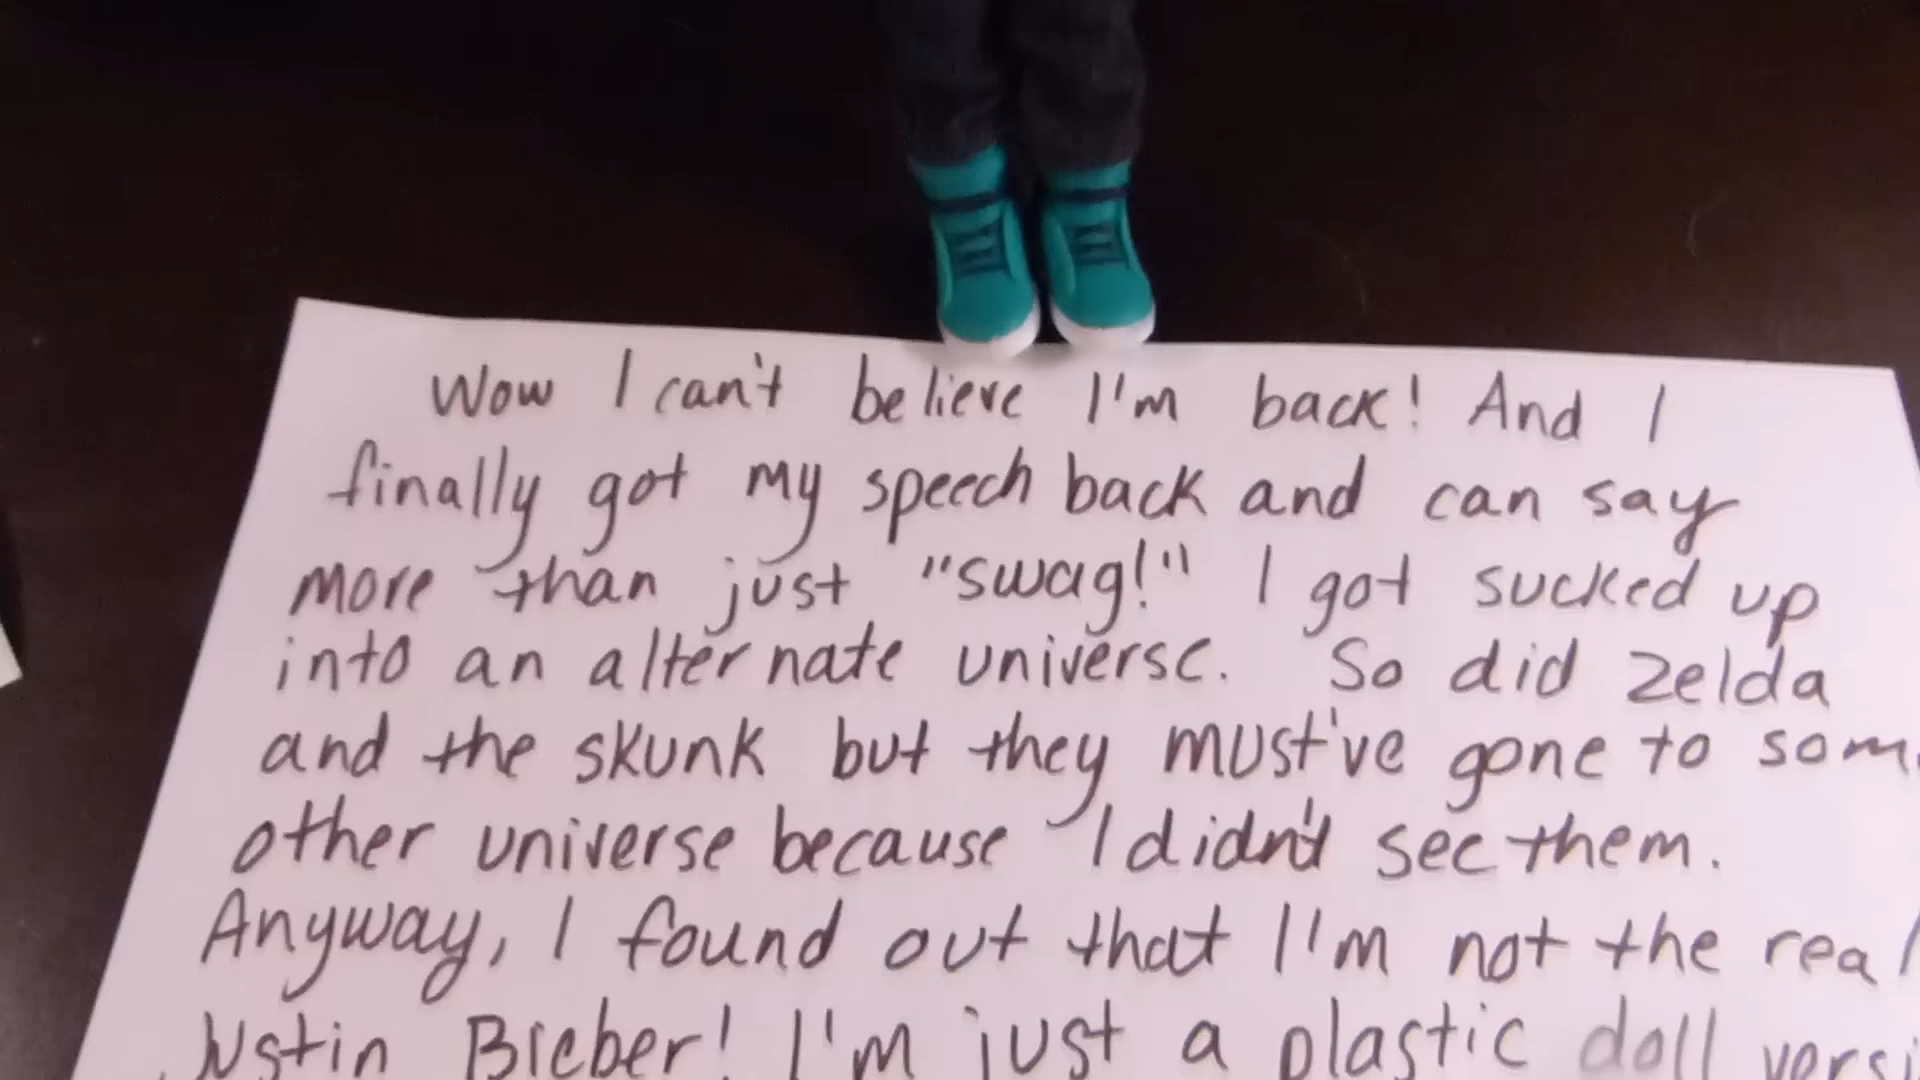 Wow I can't believe I'm back! And I
finally got my speech back and can say
more than just "swag!" I got sucked up
into an alternate universe. So did Zelda
and the skunk but they must've gone to som
other universe because I didn't see them.
Anyway, I found out that I'm not the real
Justin Bieber! I'm just a plastic doll versi